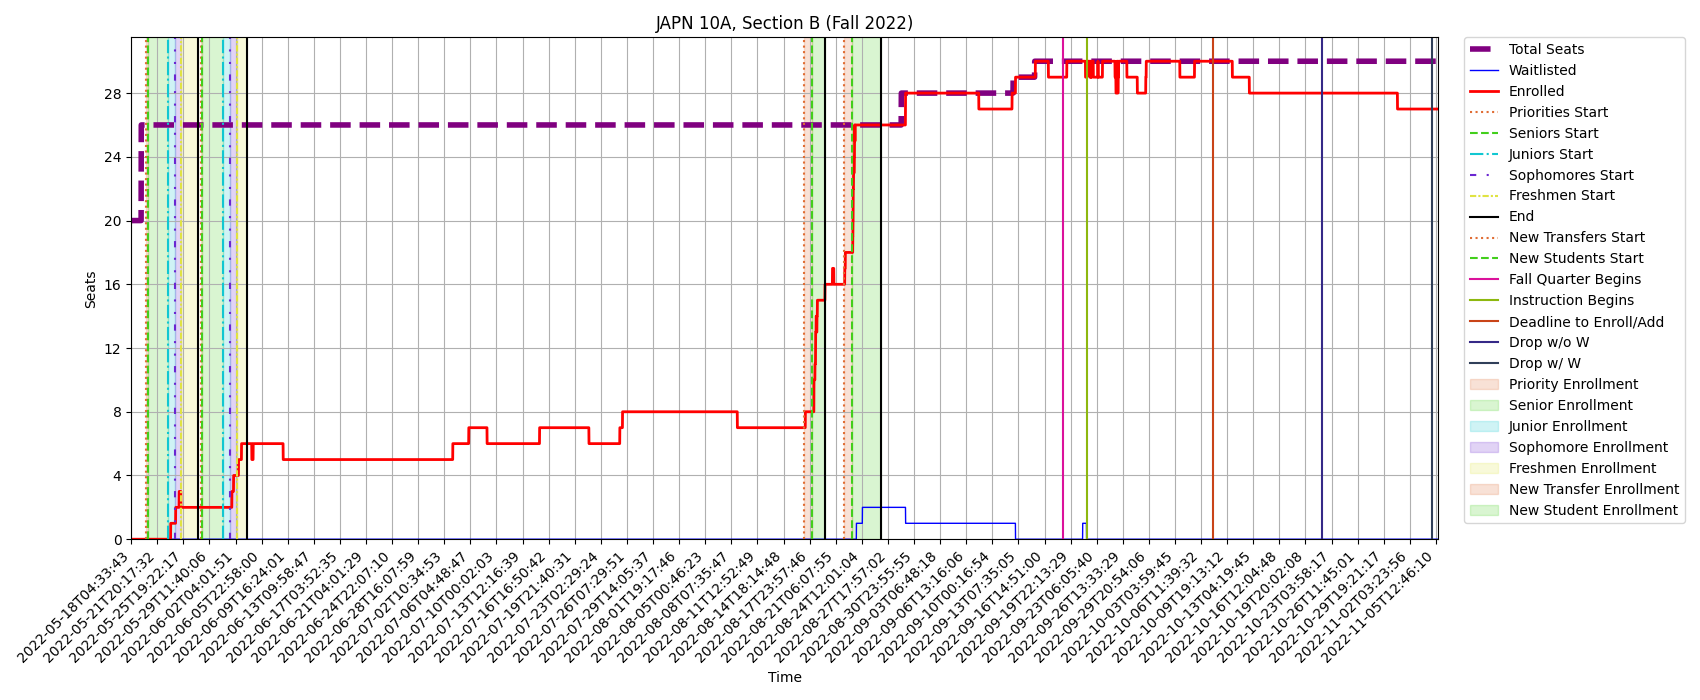 JAPN 10A, Section B (Fall 2022)
Seats
28
24
20
16
12
8
4
0
2022-05-18T04:33:43
2022-05-21T20:17:32
2022-05-25T19:22:17
2022-05-29T11:40:06
2022-06-02T04:01:51
2022-06-05T22:58:00
2022-06-09T16:24:01
2022-06-13T09:58:47
2022-06-17T03:52:35
2022-06-21T04:01:29
2022-06-24T22:07:10
2022-06-28T16:07:59
2022-07-02T10:34:53
2022-07-06T04:48:47
2022-07-10T00:02:03
2022-07-13T12:16:39
2022-07-16T16:50:42
2022-07-19T21:40:31
2022-07-23T02:29:24
2022-07-26T07:29:51
2022-07-29T14:05:37
2022-08-01T19:17:46
2022-08-05T00:46:23
2022-08-08T07:35:47
2022-08-11T12:52:49
2022-08-14T18:14:48
2022-08-17T23:57:46
2022-08-21T06:07:55
2022-08-24T12:01:04
2022-08-27T17:57:02
2022-08-30T23:55:55
2022-09-03T06:48:18
2022-09-06T13:16:06
2022-09-10T00:16:54
2022-09-13T07:35:05
2022-09-16T14:51:00
2022-09-19T22:13:29
2022-09-23T06:05:40
2022-09-26T13:33:29
2022-09-29T20:54:06
2022-10-03T03:59:45
2022-10-06T11:39:32
2022-10-09T19:13:12
2022-10-13T04:19:45
2022-10-16T12:04:48
2022-10-19T20:02:08
2022-10-23T03:58:17
2022-10-26T11:45:01
2022-10-29T19:21:17
2022-11-02T03:23:56
2022-11-05T12:46:10
Time
Total Seats
Waitlisted
Enrolled
Priorities Start
Seniors Start
Juniors Start
Sophomores Start
Freshmen Start
End
New Transfers Start
New Students Start
Fall Quarter Begins
Instruction Begins
Deadline to Enroll/Add
Drop w/o W
Drop w/ W
Priority Enrollment
Senior Enrollment
Junior Enrollment
Sophomore Enrollment
Freshmen Enrollment
New Transfer Enrollment
New Student Enrollment